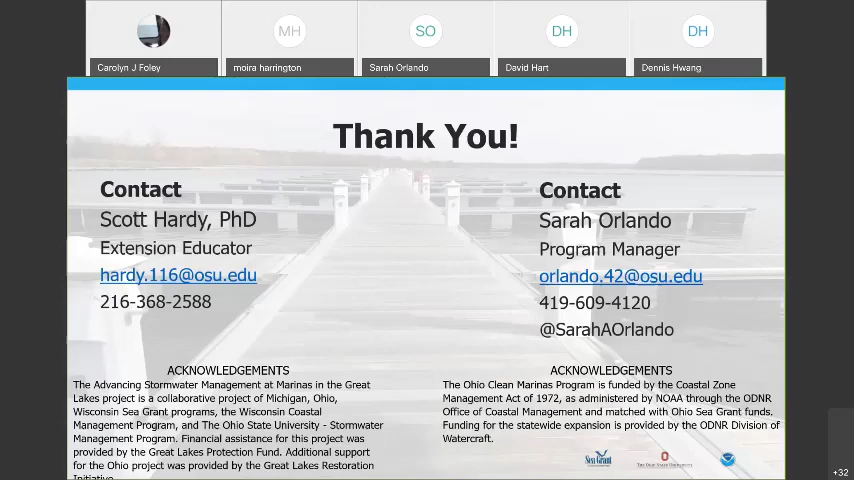 MH
SO
DH
DH
Carolyn J Foley
moira harrington
Sarah Orlando
David Hart
Dennis Hwang
Thank You!
Contact
Scott Hardy, PhD
Extension Educator
hardy.116@osu.edu
216-368-2588
Contact
Sarah Orlando
Program Manager
orlando.42@osu.edu
419-609-4120
@SarahAOrlando
ACKNOWLEDGEMENTS
The Advancing Stormwater Management at Marinas in the Great
Lakes project is a collaborative project of Michigan, Ohio,
Wisconsin Sea Grant programs, the Wisconsin Coastal
Management Program, and The Ohio State University - Stormwater
Management Program. Financial assistance for this project was
provided by the Great Lakes Protection Fund. Additional support
for the Ohio project was provided by the Great Lakes Restoration
Initiative.
ACKNOWLEDGEMENTS
The Ohio Clean Marinas Program is funded by the Coastal Zone
Management Act of 1972, as administered by NOAA through the ODNR
Office of Coastal Management and matched with Ohio Sea Grant funds.
Funding for the statewide expansion is provided by the ODNR Division of
Watercraft.
Sea Grant
THE OHIO STATE UNIVERSITY
+32